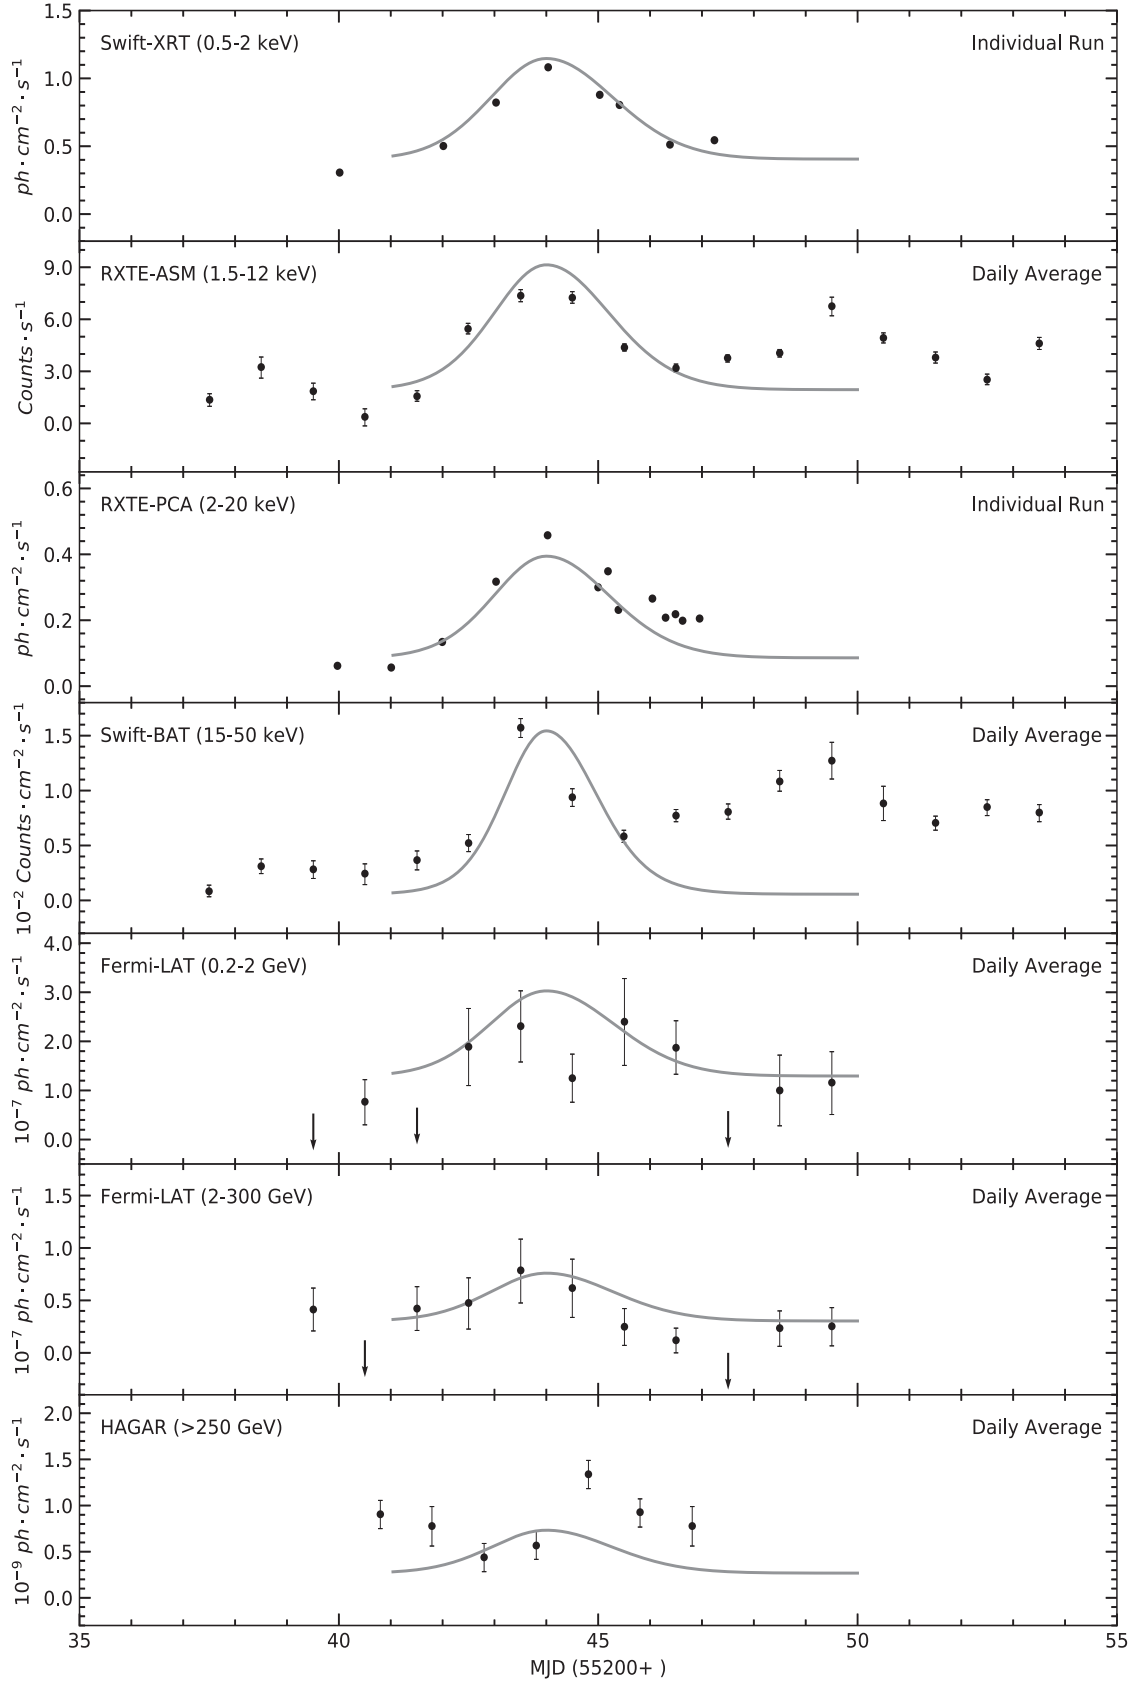 Swift-XRT (0.5-2 keV) Individual Run
ph · cm⁻² · s⁻¹
1.5
1.0
0.5
0.0
RXTE-ASM (1.5-12 keV) Daily Average
Counts · s⁻¹
9.0
6.0
3.0
0.0
RXTE-PCA (2-20 keV) Individual Run
ph · cm⁻² · s⁻¹
0.6
0.4
0.2
0.0
Swift-BAT (15-50 keV) Daily Average
10⁻² Counts · cm⁻² · s⁻¹
1.5
1.0
0.5
0.0
Fermi-LAT (0.2-2 GeV) Daily Average
10⁻⁷ ph · cm⁻² · s⁻¹
4.0
3.0
2.0
1.0
0.0
Fermi-LAT (2-300 GeV) Daily Average
10⁻⁷ ph · cm⁻² · s⁻¹
1.5
1.0
0.5
0.0
HAGAR (>250 GeV) Daily Average
10⁻⁹ ph · cm⁻² · s⁻¹
2.0
1.5
1.0
0.5
0.0
35 40 45 50 55
MJD (55200+ )